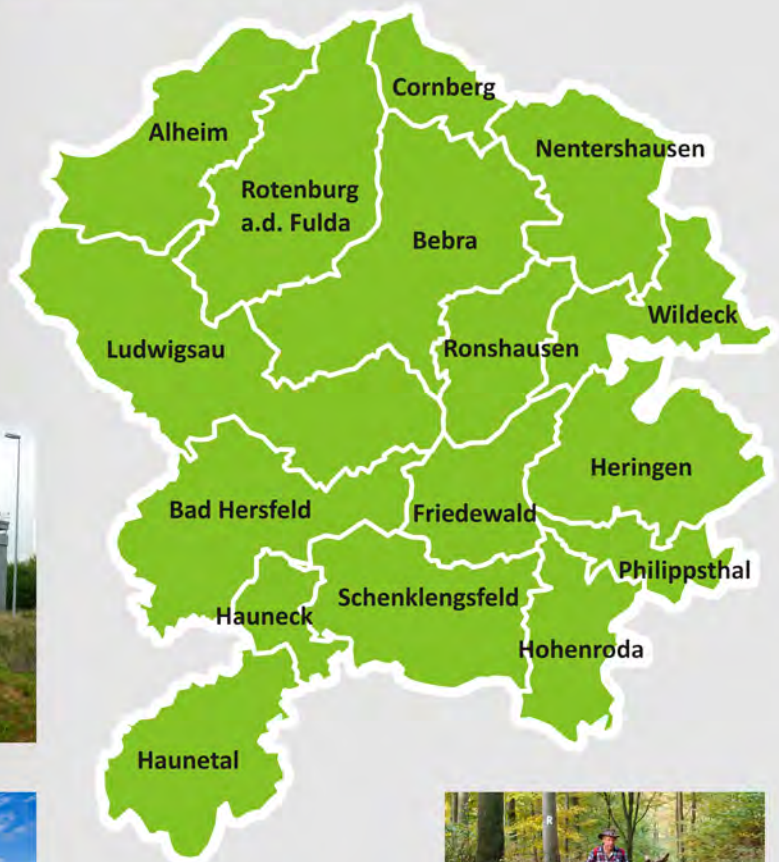 Cornberg
Alheim
Nentershausen
Rotenburg
a.d. Fulda
Bebra
Wildeck
Ludwigsau
Ronshausen
Heringen
Bad Hersfeld
Friedewald
Philippsthal
Schenklengsfeld
Hauneck
Hohenroda
Haunetal
R